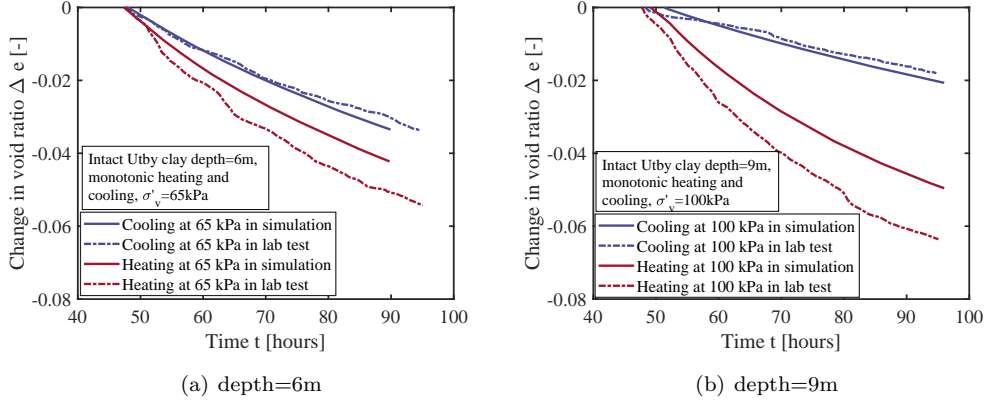 0
-0.02
-0.04
-0.06
-0.08
40
50
60
70
80
90
100
Change in void ratio Δ e [-]
Time t [hours]
Intact Utby clay depth=6m,
monotonic heating and
cooling, σ'v=65kPa
Cooling at 65 kPa in simulation
Cooling at 65 kPa in lab test
Heating at 65 kPa in simulation
Heating at 65 kPa in lab test
(a) depth=6m
0
-0.02
-0.04
-0.06
-0.08
40
50
60
70
80
90
100
Change in void ratio Δ e [-]
Time t [hours]
Intact Utby clay depth=9m,
monotonic heating and
cooling, σ'v=100kPa
Cooling at 100 kPa in simulation
Cooling at 100 kPa in lab test
Heating at 100 kPa in simulation
Heating at 100 kPa in lab test
(b) depth=9m